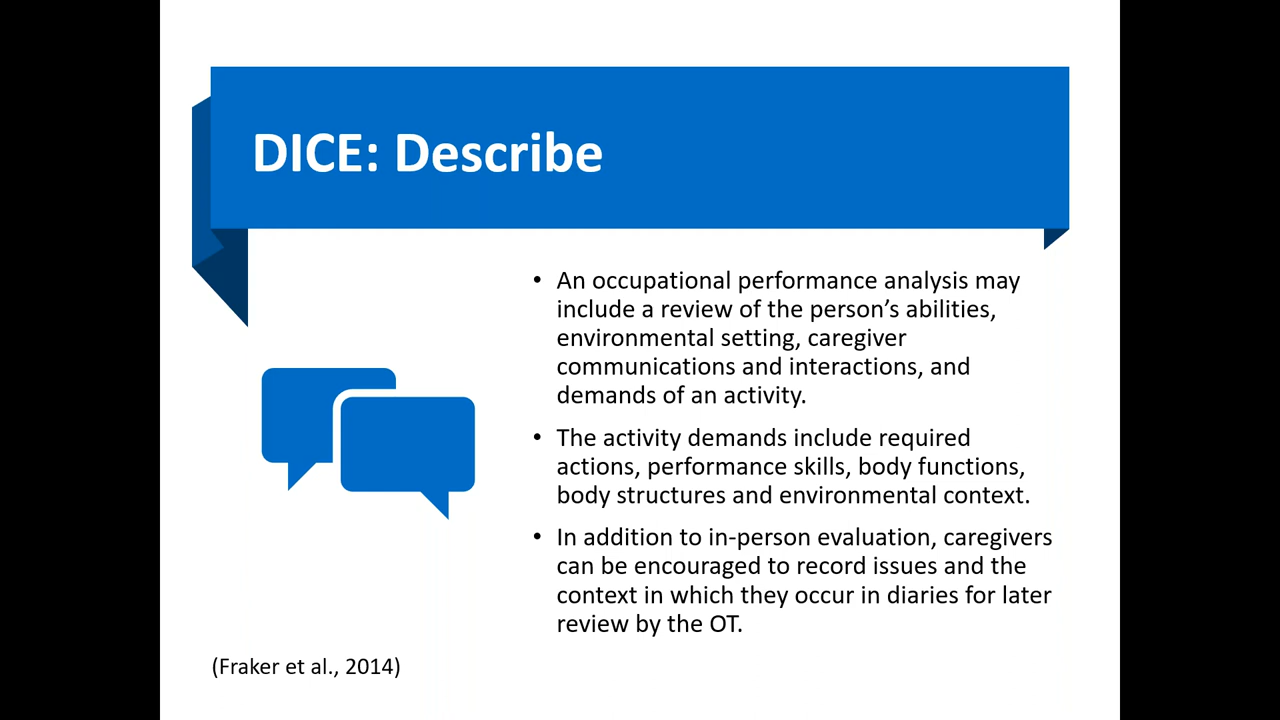 DICE: Describe
• An occupational performance analysis may
include a review of the person’s abilities,
environmental setting, caregiver
communications and interactions, and
demands of an activity.
• The activity demands include required
actions, performance skills, body functions,
body structures and environmental context.
• In addition to in-person evaluation, caregivers
can be encouraged to record issues and the
context in which they occur in diaries for later
review by the OT.
(Fraker et al., 2014)